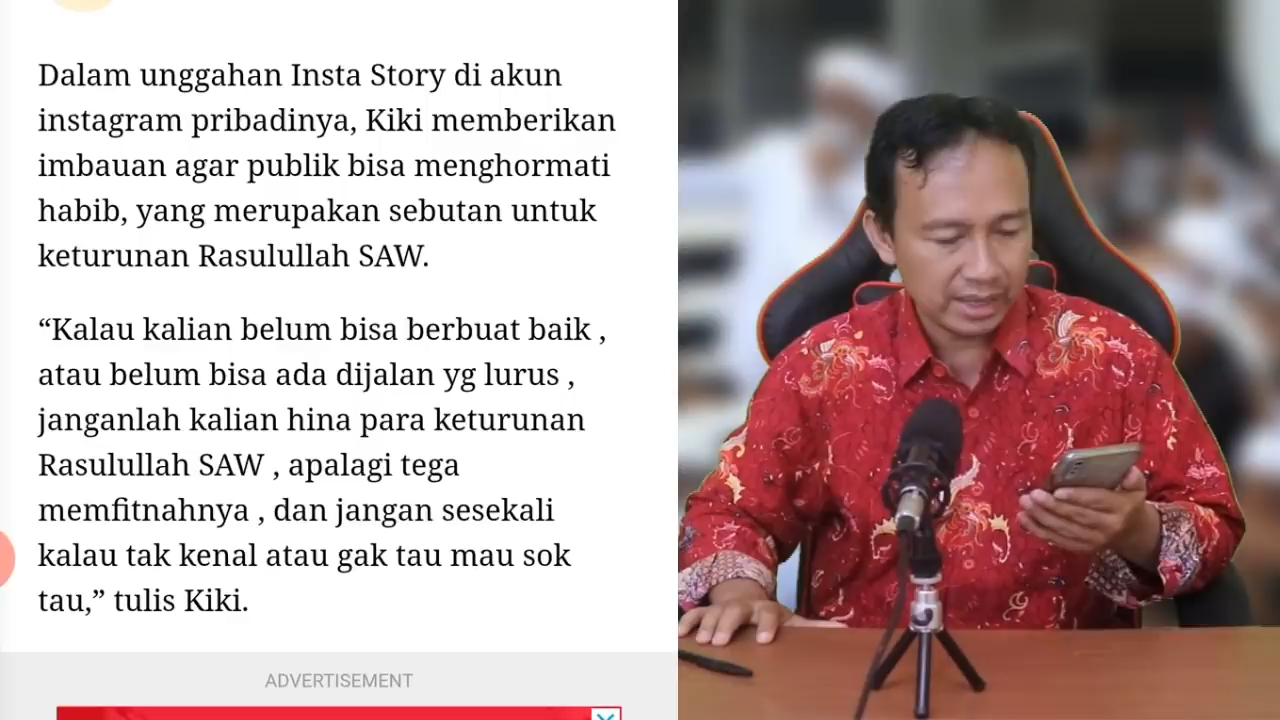 Dalam unggahan Insta Story di akun
instagram pribadinya, Kiki memberikan
imbauan agar publik bisa menghormati
habib, yang merupakan sebutan untuk
keturunan Rasulullah SAW.
“Kalau kalian belum bisa berbuat baik ,
atau belum bisa ada dijalan yg lurus ,
janganlah kalian hina para keturunan
Rasulullah SAW , apalagi tega
memfitnahnya , dan jangan sesekali
kalau tak kenal atau gak tau mau sok
tau,” tulis Kiki.
ADVERTISEMENT